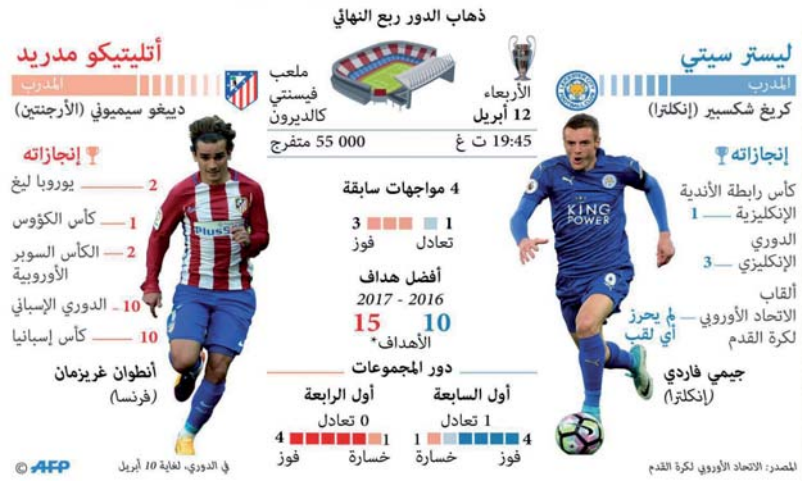 ذهاب الدور ربع النهائي
ليستر سيتي
المدرب
كريغ شكسبير (إنكلترا)
إنجازاته
كأس رابطة الأندية
الإنكليزية 1
الدوري
الإنكليزي 3
ألقاب
الاتحاد الأوروبي لم يحرز
لكرة القدم أي لقب
جيمي فاردي
(إنكلترا)
KING
POWER
9
الأربعاء
12 أبريل
19:45 ت غ
ملعب
فيسنتي
كالديرون
55 000 متفرج
4 مواجهات سابقة
1 3
تعادل فوز
أفضل هداف
2016 - 2017
10 15
الأهداف*
دور المجموعات
أول السابعة
1 تعادل
4 1
فوز خسارة
أول الرابعة
0 تعادل
1 4
خسارة فوز
أتليتيكو مدريد
المدرب
دييغو سيميوني (الأرجنتين)
إنجازاته
يوروبا ليغ 2
كأس الكؤوس 1
الكأس السوبر 2
الأوروبية
الدوري الإسباني 10
كأس إسبانيا 10
أنطوان غريزمان
(فرنسا)
Plus5
المصدر: الاتحاد الأوروبي لكرة القدم
في الدوري، لغاية 10 أبريل
© AFP